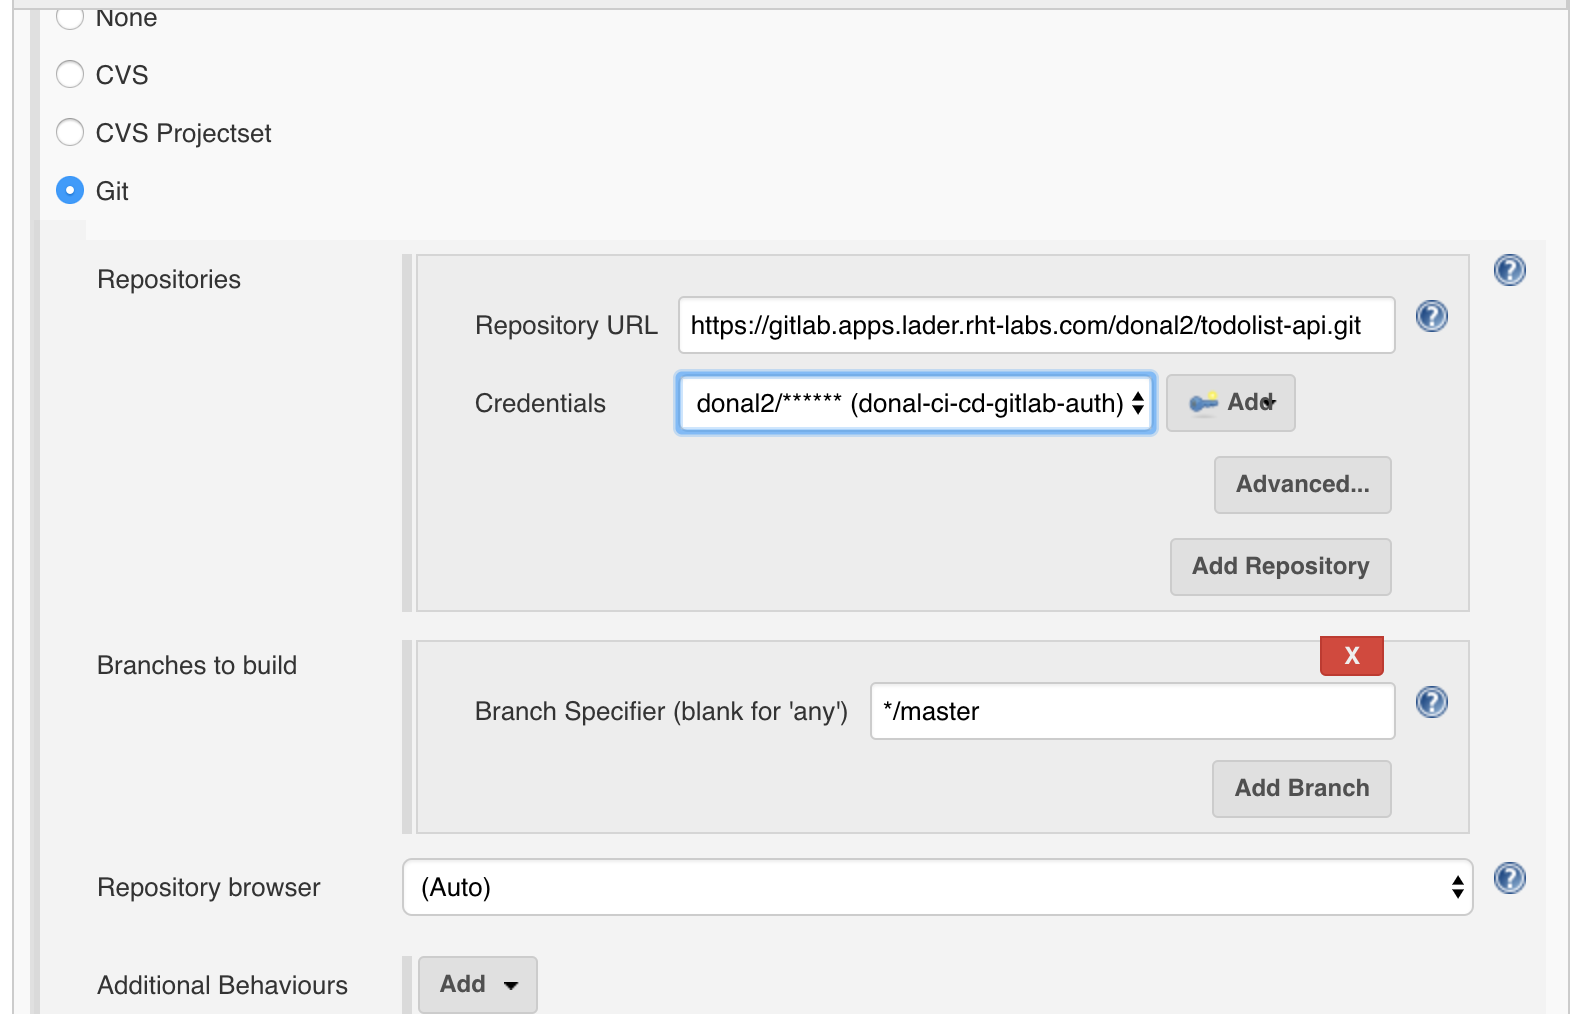 None
CVS
CVS Projectset
Git
Repositories
Repository URL https://gitlab.apps.lader.rht-labs.com/donal2/todolist-api.git
Credentials donal2/****** (donal-ci-cd-gitlab-auth) Add
Advanced...
Add Repository
Branches to build
X
Branch Specifier (blank for 'any') */master
Add Branch
Repository browser (Auto)
Additional Behaviours Add